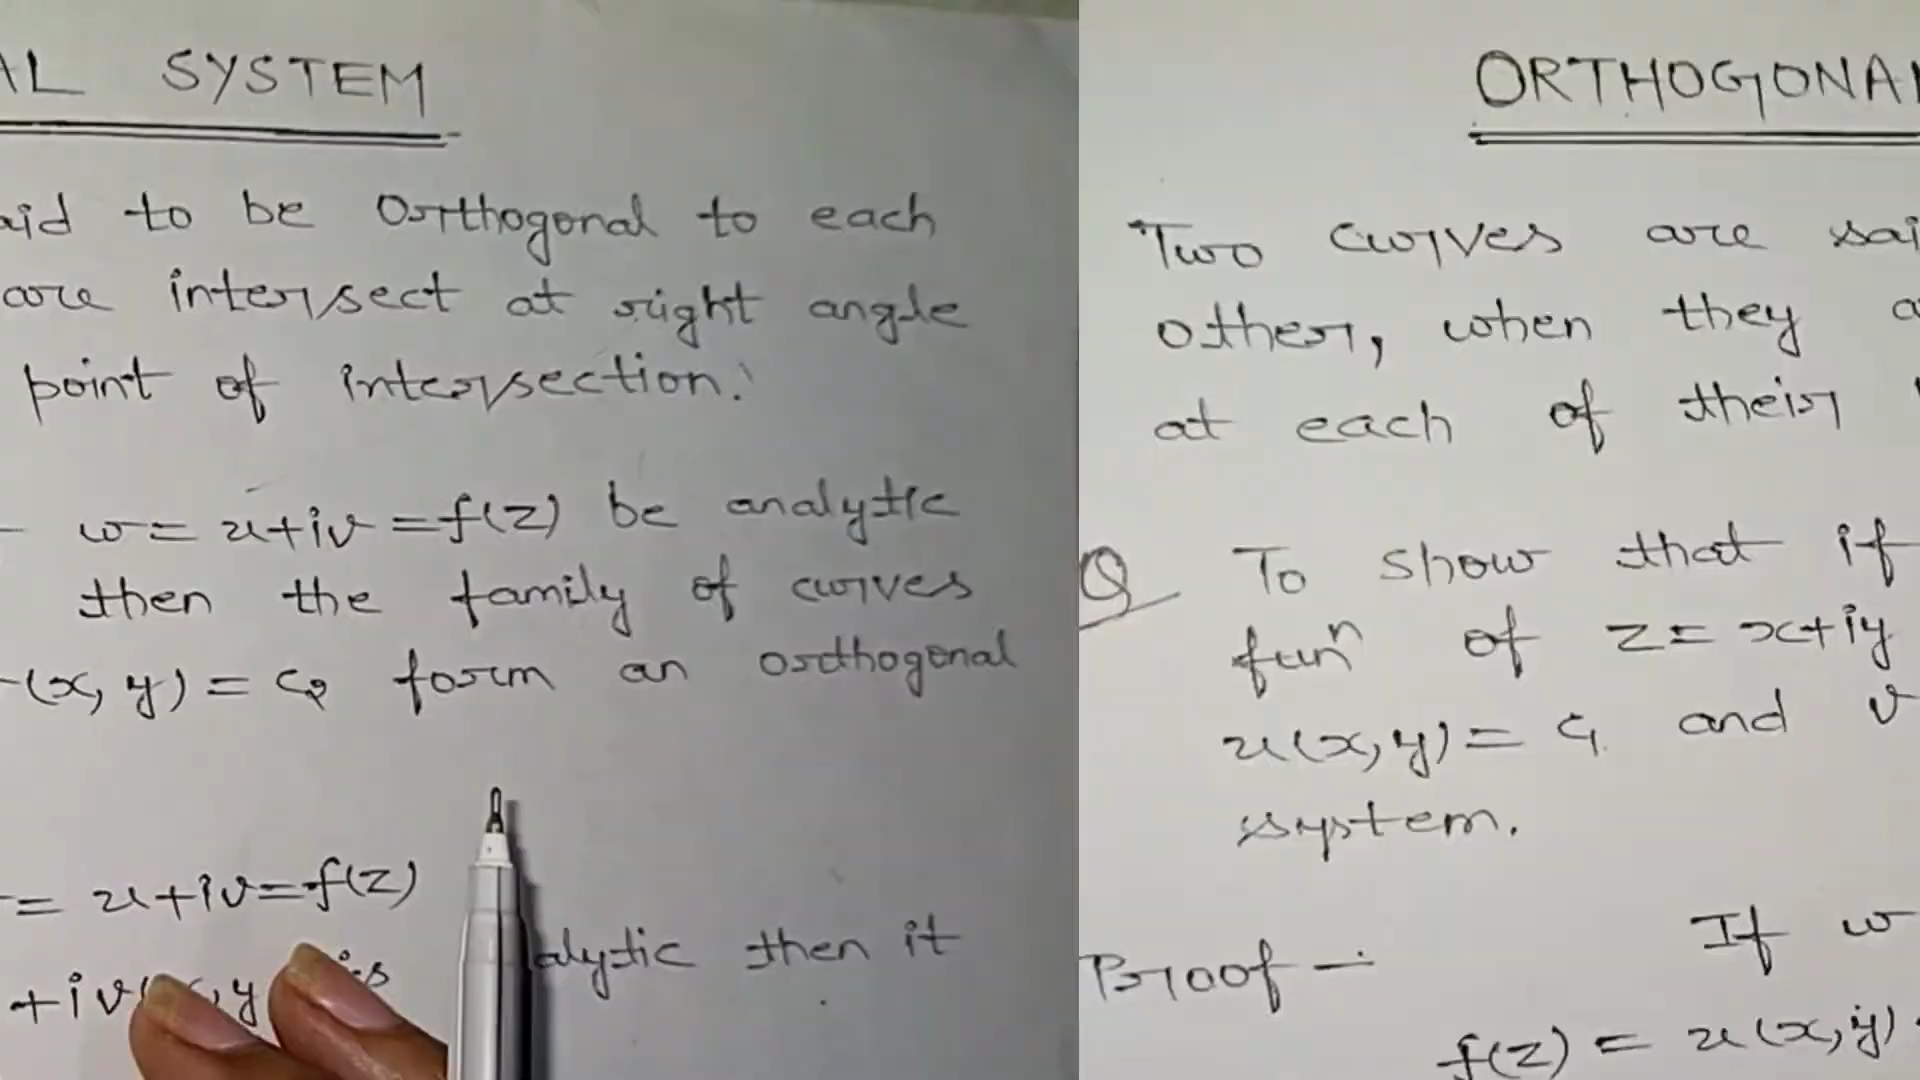 AL SYSTEM
aid to be Orthogonal to each
are intersect at right angle
point of intersection.
w = u+iv = f(z) be analytic
then the family of curves
(x, y) = c2 form an orthogonal
= u+iv = f(z)
+iv( , y is alytic then it
ORTHOGONAL
Two curves are sai
other, when they a
at each of their
Q To show that if
funⁿ of z = x+iy
u(x, y) = c1 and v
system.
Proof - If w
f(z) = u(x, y)